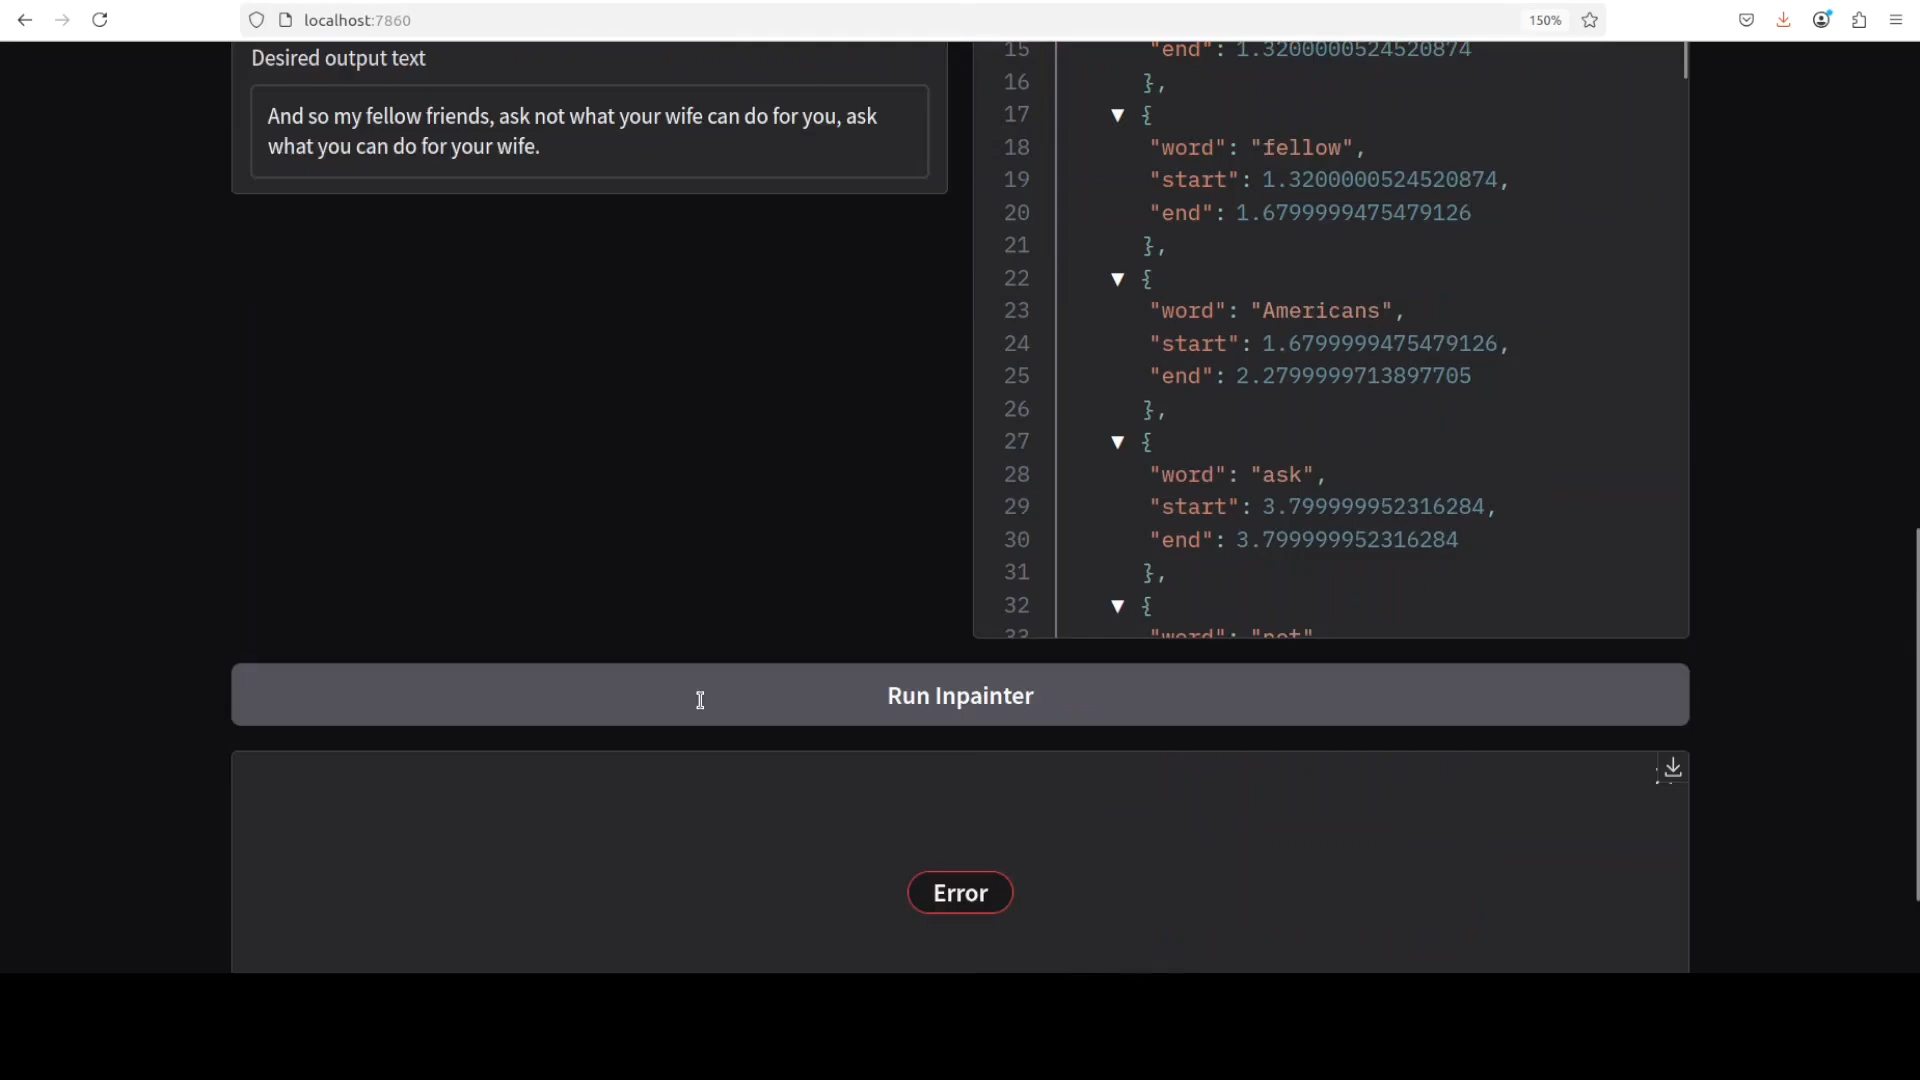 localhost:7860
150%
Desired output text
And so my fellow friends, ask not what your wife can do for you, ask
what you can do for your wife.
15 "end": 1.3200000524520874
16 },
17 ▼ {
18 "word": "fellow",
19 "start": 1.3200000524520874,
20 "end": 1.6799999475479126
21 },
22 ▼ {
23 "word": "Americans",
24 "start": 1.6799999475479126,
25 "end": 2.2799999713897705
26 },
27 ▼ {
28 "word": "ask",
29 "start": 3.799999952316284,
30 "end": 3.799999952316284
31 },
32 ▼ {
33 "word": "not"
Run Inpainter
Error